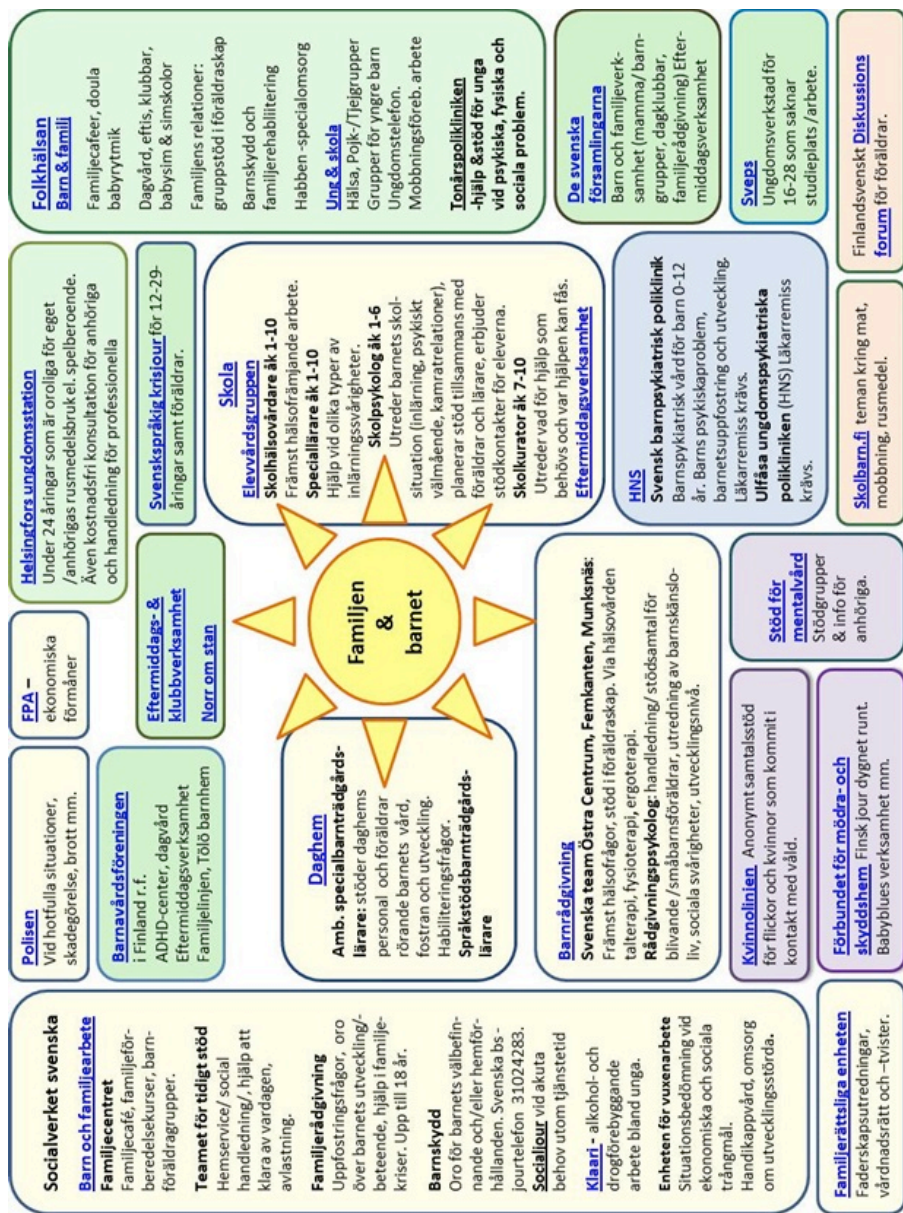 Socialverket svenska
Barn och familjearbete
Familjecentret
Familjecafé, familjeför-
beredelsekurser, barn-
föräldragrupper.
Teamet för tidigt stöd
Hemservice/ social
handledning/, hjälp att
klara av vardagen,
avlastning.
Familjerådgivning
Uppfostringsfrågor, oro
över barnets utveckling/-
beteende, hjälp i familje-
kriser. Upp till 18 år.
Barnskydd
Oro för barnets välbefin-
nande och/eller hemför-
hållanden. Svenska bs -
jourtelefon 31024283.
Socialjour vid akuta
behov utom tjänstetid
Klaari - alkohol-och
drogförebyggande
arbete bland unga.
Enheten för vuxenarbete
Situationsbedömning vid
ekonomiska och sociala
trångmål.
Handikappvård, omsorg
om utvecklingsstörda.
Familjerättsliga enheten
Fadderskapsutredningar,
vårdnadsrätt och –tvister.
Polisen
Vid hotfulla situationer,
skadegörelse, brott mm.
FPA –
ekonomiska
förmåner
Helsingfors ungdomsstation
Under 24 åringar som är oroliga för eget
/anhörigas rusmedelsbruk el. spelberoende.
Även kostnadsfri konsultation för anhöriga
och handledning för professionella
Barnavårdsföreningen
i Finland r.f.
ADHD-center, dagvård
Eftermiddagsverksamhet
Familjelinjen, Tölö barnhem
Eftermiddags- &
klubbverksamhet
Norr om stan
Svenskspråkig krisjour för 12-29-
åringar samt föräldrar.
Daghem
Amb. specialbarnträdgårds-
lärare: stöder daghems
personal och föräldrar
rörande barnets vård,
fostran och utveckling.
Habiliteringsfrågor.
Språkstödsbarnträdgårds-
lärare
Familjen
&
barnet
Skola
Elevvårdsgruppen
Skolhälsovårdare åk 1-10
Främst hälsofrämjande arbete.
Speciallärare åk 1-10
Hjälp vid olika typer av
inlärningssvårigheter.
Skolpsykolog åk 1-6
Utreder barnets skol-
situation (inlärning, psykiskt
välmående, kamratrelationer),
planerar stöd tillsammans med
föräldrar och lärare, erbjuder
stödkontakter för eleverna.
Skolkurator åk 7-10
Utreder vad för hjälp som
behövs och var hjälpen kan fås.
Eftermiddagsverksamhet
Barnrådgivning
Svenska team Östra Centrum, Femkanten, Munksnäs:
Främst hälsofrågor, stöd i föräldraskap. Via hälsovården
talterapi, fysioterapi, ergoterapi.
Rådgivningspsykolog: handledning/ stödsamtal för
blivande /småbarnsföräldrar, utredning av barnskänslo-
liv, sociala svårigheter, utvecklingsnivå.
HNS
Svensk barnpsykiatrisk poliklinik
Barnspykiatrisk vård för barn 0-12
år. Barns psykiskaproblem,
barnetsuppfostring och utveckling.
Läkarremiss krävs.
Ulfåsa ungdomspsykiatriska
polikliniken (HNS) Läkarremiss
krävs.
Kvinnolinien Anonymt samtalsstöd
för flickor och kvinnor som kommit i
kontakt med våld.
Stöd för
mentalvård
Stödgrupper
& info för
anhöriga.
Förbundet för mödra- och
skyddshem Finsk jour dygnet runt.
Babyblues verksamhet mm.
Skolbarn.fi teman kring mat,
mobbning, rusmedel.
Folkhälsan
Barn & familj
Familjecafeer, doula
babyrytmik
Dagvård, eftis, klubbar,
babysim & simskolor
Familjens relationer:
gruppstöd i föräldraskap
Barnskydd och
familjerehabilitering
Habben -specialomsorg
Ung & skola
Hälsa, Pojk-/Tjejgrupper
Grupper för yngre barn
Ungdomstelefon.
Mobbningsföreb. arbete
Tonårspolikliniken
-hjälp &stöd för unga
vid psykiska, fysiska och
sociala problem.
De svenska
församlingarna
Barn och familjeverk-
samhet (mamma/ barn-
grupper, dagklubbar,
familjerådgivning) Efter-
middagsverksamhet
Sveps
Ungdomsverkstad för
16-28 som saknar
studieplats /arbete.
Finlandsvenskt Diskussions
forum för föräldrar.